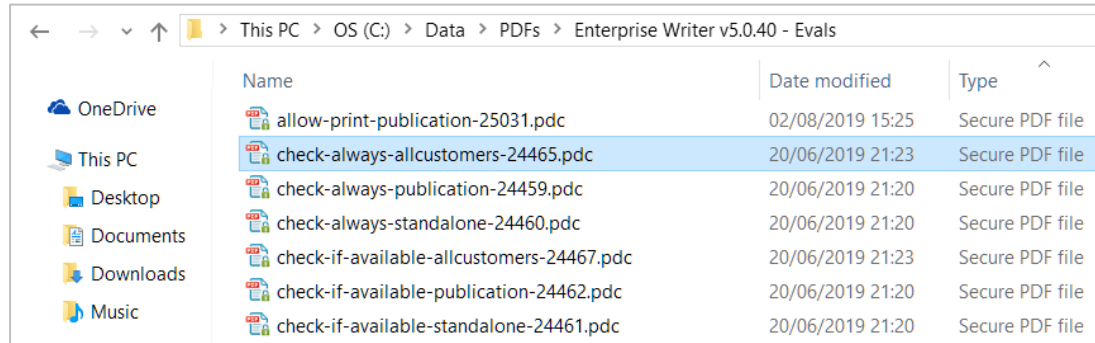 This PC > OS (C:) > Data > PDFs > Enterprise Writer v5.0.40 - Evals
Name Date modified Type
OneDrive
This PC
Desktop
Documents
Downloads
Music
allow-print-publication-25031.pdc 02/08/2019 15:25 Secure PDF file
check-always-allcustomers-24465.pdc 20/06/2019 21:23 Secure PDF file
check-always-publication-24459.pdc 20/06/2019 21:20 Secure PDF file
check-always-standalone-24460.pdc 20/06/2019 21:20 Secure PDF file
check-if-available-allcustomers-24467.pdc 20/06/2019 21:23 Secure PDF file
check-if-available-publication-24462.pdc 20/06/2019 21:20 Secure PDF file
check-if-available-standalone-24461.pdc 20/06/2019 21:20 Secure PDF file